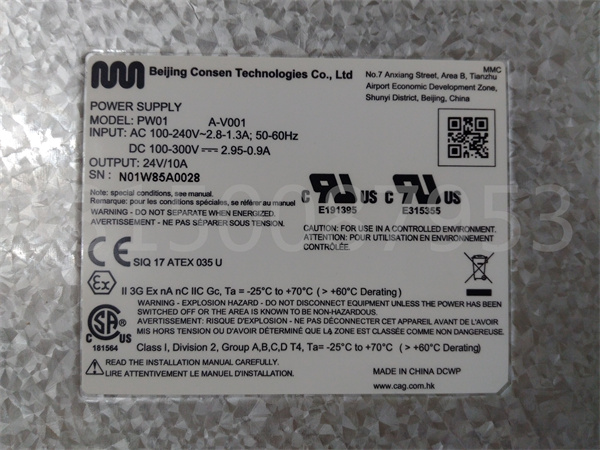 Beijing Consen Technologies Co., Ltd
MMC
No.7 Anxiang Street, Area B, Tianzhu
Airport Economic Development Zone,
Shunyi District, Beijing, China
POWER SUPPLY
MODEL: PW01 A-V001
INPUT: AC 100-240V~2.8-1.3A; 50-60Hz
DC 100-300V⎓2.95-0.9A
OUTPUT: 24V/10A
SN: N01W85A0028
Note: special conditions, see manual.
Remarque: pour les conditions spéciales, se référer au manuel
WARNING - DO NOT SEPARATE WHEN ENERGIZED.
AVERTISSEMENT - NE PAS SÉPARER SOUS TENSION.
C US
E191395
C US
E315355
CAUTION: FOR USE IN A CONTROLLED ENVIRONMENT.
ATTENTION: POUR UTILISATION EN ENVIRONNEMENT
CONTRÔLÉE.
CE SIQ 17 ATEX 035 U
Ex II 3G Ex nA nC IIC Gc, Ta = -25°C to +70°C ( > +60°C Derating)
WARNING - EXPLOSION HAZARD - DO NOT DISCONNECT EQUIPMENT UNLESS THE POWER HAS BEEN
SWITCHED OFF OR THE AREA IS KNOWN TO BE NON-HAZARDOUS.
AVERTISSEMENT: RISQUE D'EXPLOSION - NE PAS DÉCONNECTER CET APPAREIL AVANT DE L'AVOIR
MIS HORS TENSION OU D'AVOIR DÉTERMINÉ QUE LA ZONE EST CLASSÉE COMME NON DANGEREUSE.
SA
181564
Class I, Division 2, Group A,B,C,D T4, Ta= -25°C to +70°C ( > +60°C Derating)
READ THE INSTALLATION MANUAL CAREFULLY.
LIRE ATTENTIVEMENT LE MANUEL D'INSTALLATION.
MADE IN CHINA DCWP
www.cag.com.hk